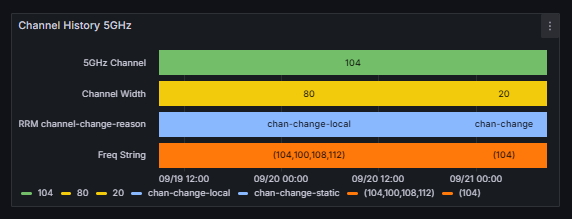 Channel History 5GHz
5GHz Channel 104
Channel Width 80 20
RRM channel-change-reason chan-change-local chan-change
Freq String (104,100,108,112) (104)
09/19 12:00 09/20 00:00 09/20 12:00 09/21 00:00
104 80 20 chan-change-local chan-change-static (104,100,108,112) (104)